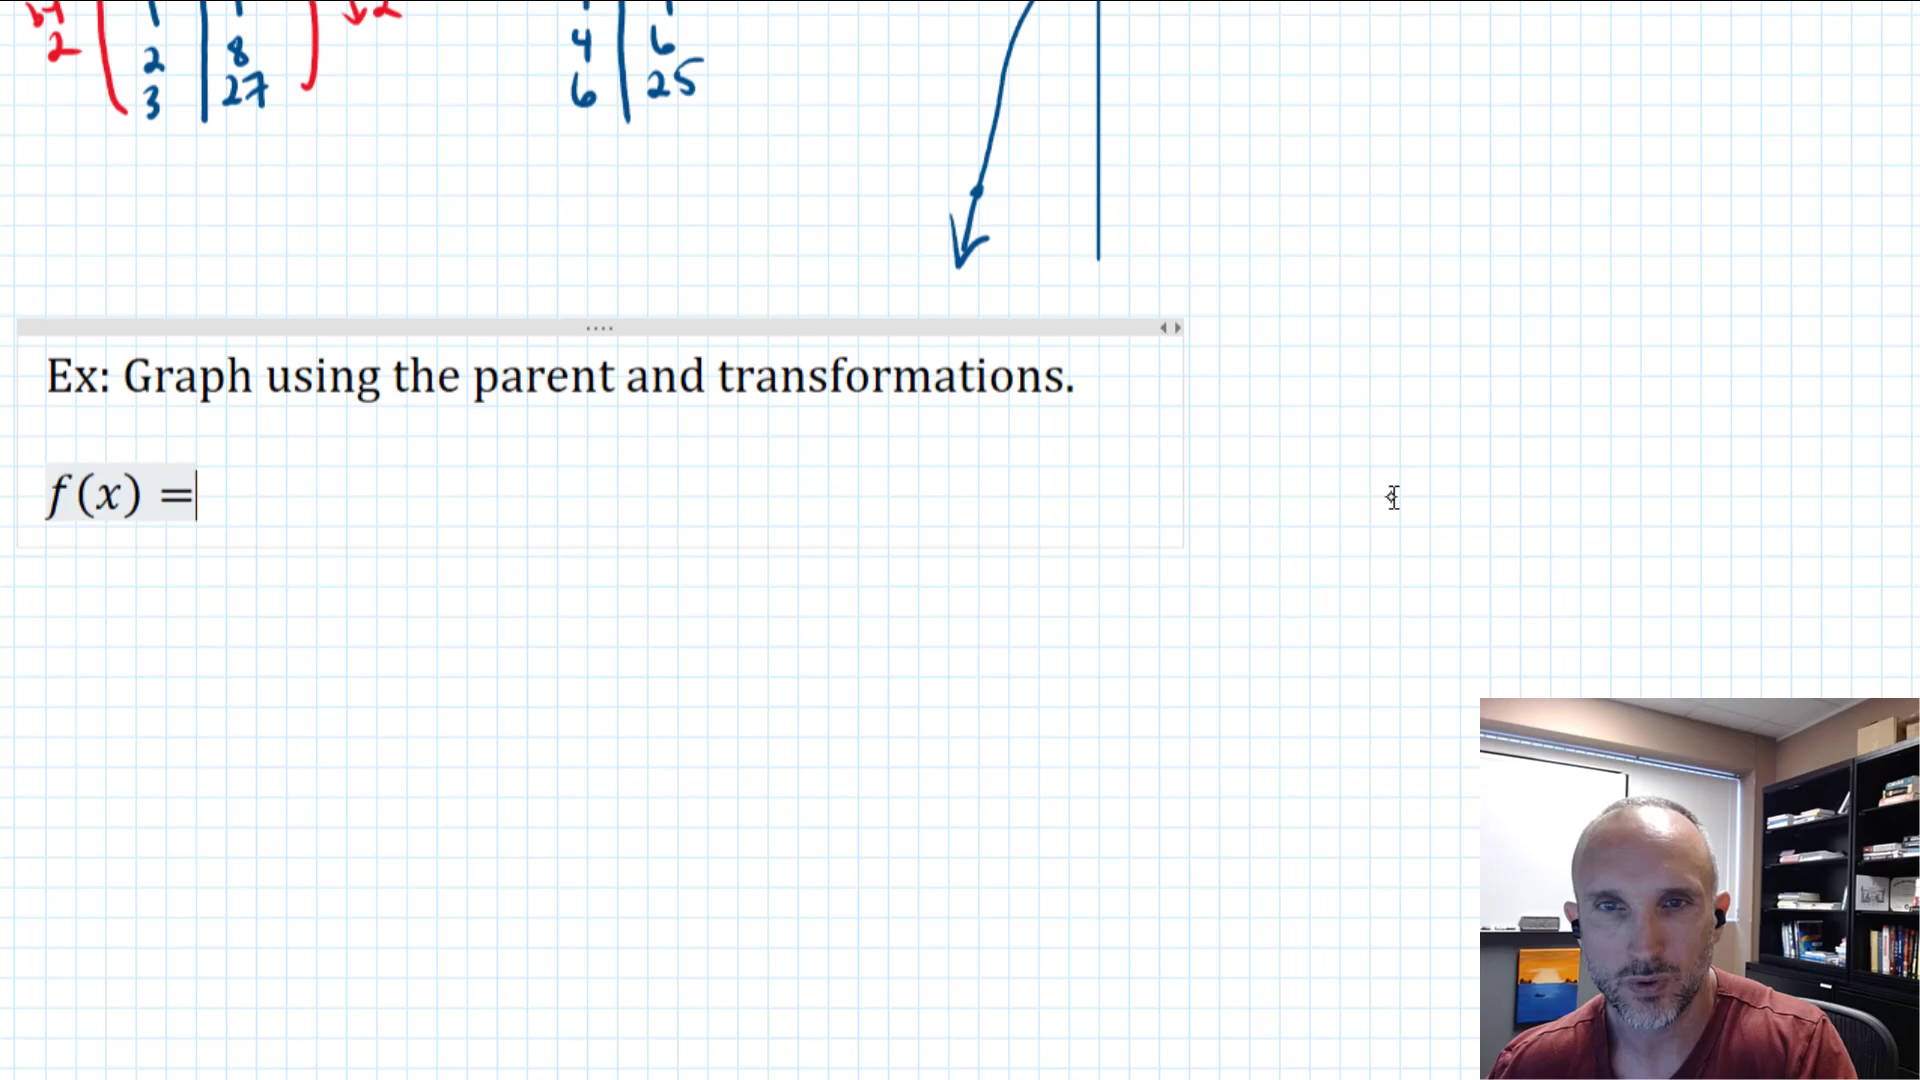 2 2 8 4 6
3 27 6 25
Ex: Graph using the parent and transformations.
f(x) =